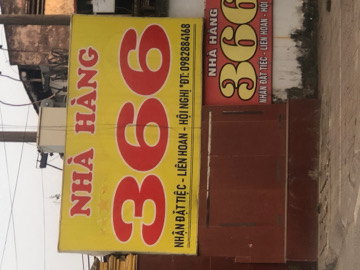 NHÀ HÀNG
366
NHẬN ĐẶT TIỆC - LIÊN HOAN - HỘI NGHỊ *ĐT: 0982884168
NHÀ HÀNG
366
NHẬN ĐẶT TIỆC - LIÊN HOAN - HỘI